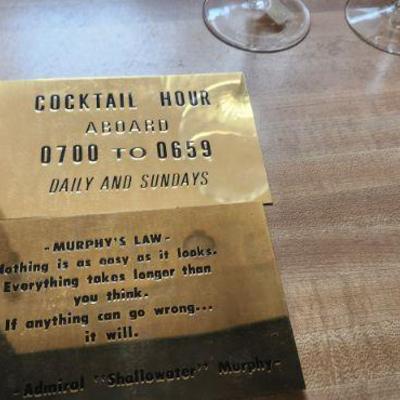 COCKTAIL HOUR
ABOARD
0700 TO 0659
DAILY AND SUNDAYS
-MURPHY'S LAW-
Nothing is as easy as it looks.
Everything takes longer than
you think.
If anything can go wrong...
it will.
-Admiral "Shallowater" Murphy-